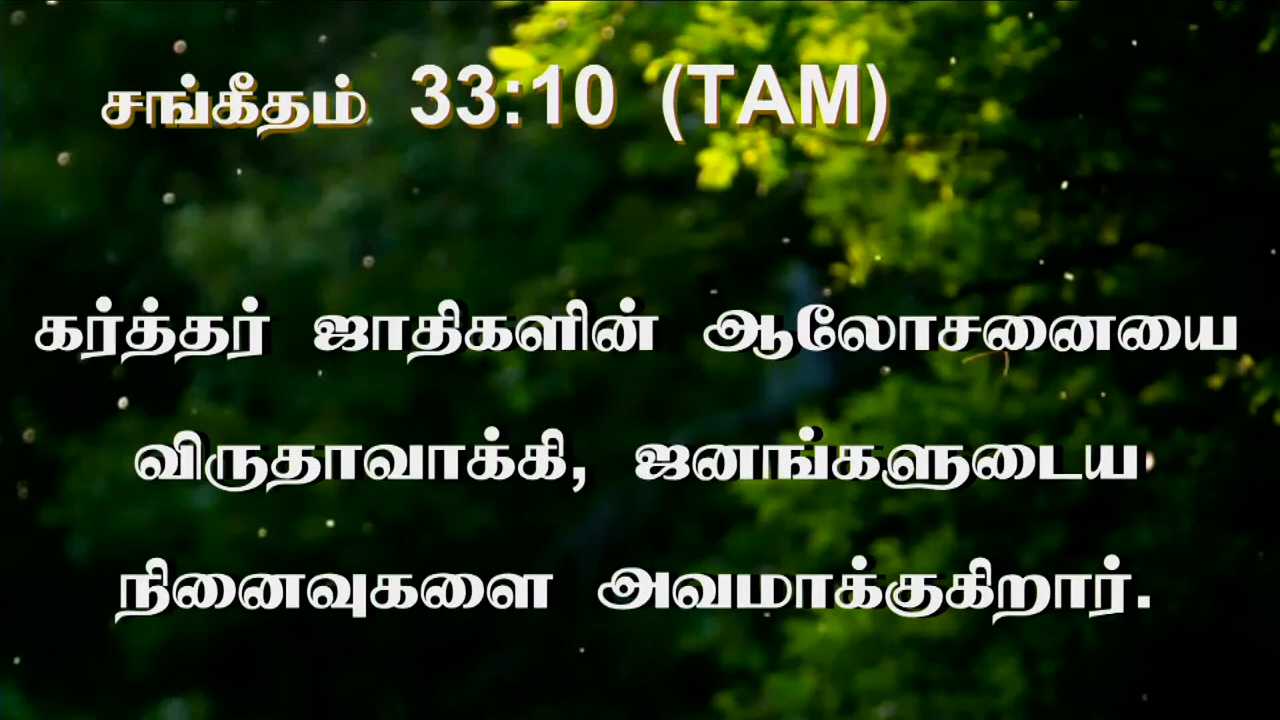 சங்கீதம் 33:10 (TAM)
கர்த்தர் ஜாதிகளின் ஆலோசனையை
விருதாவாக்கி, ஜனங்களுடைய
நினைவுகளை அவமாக்குகிறார்.